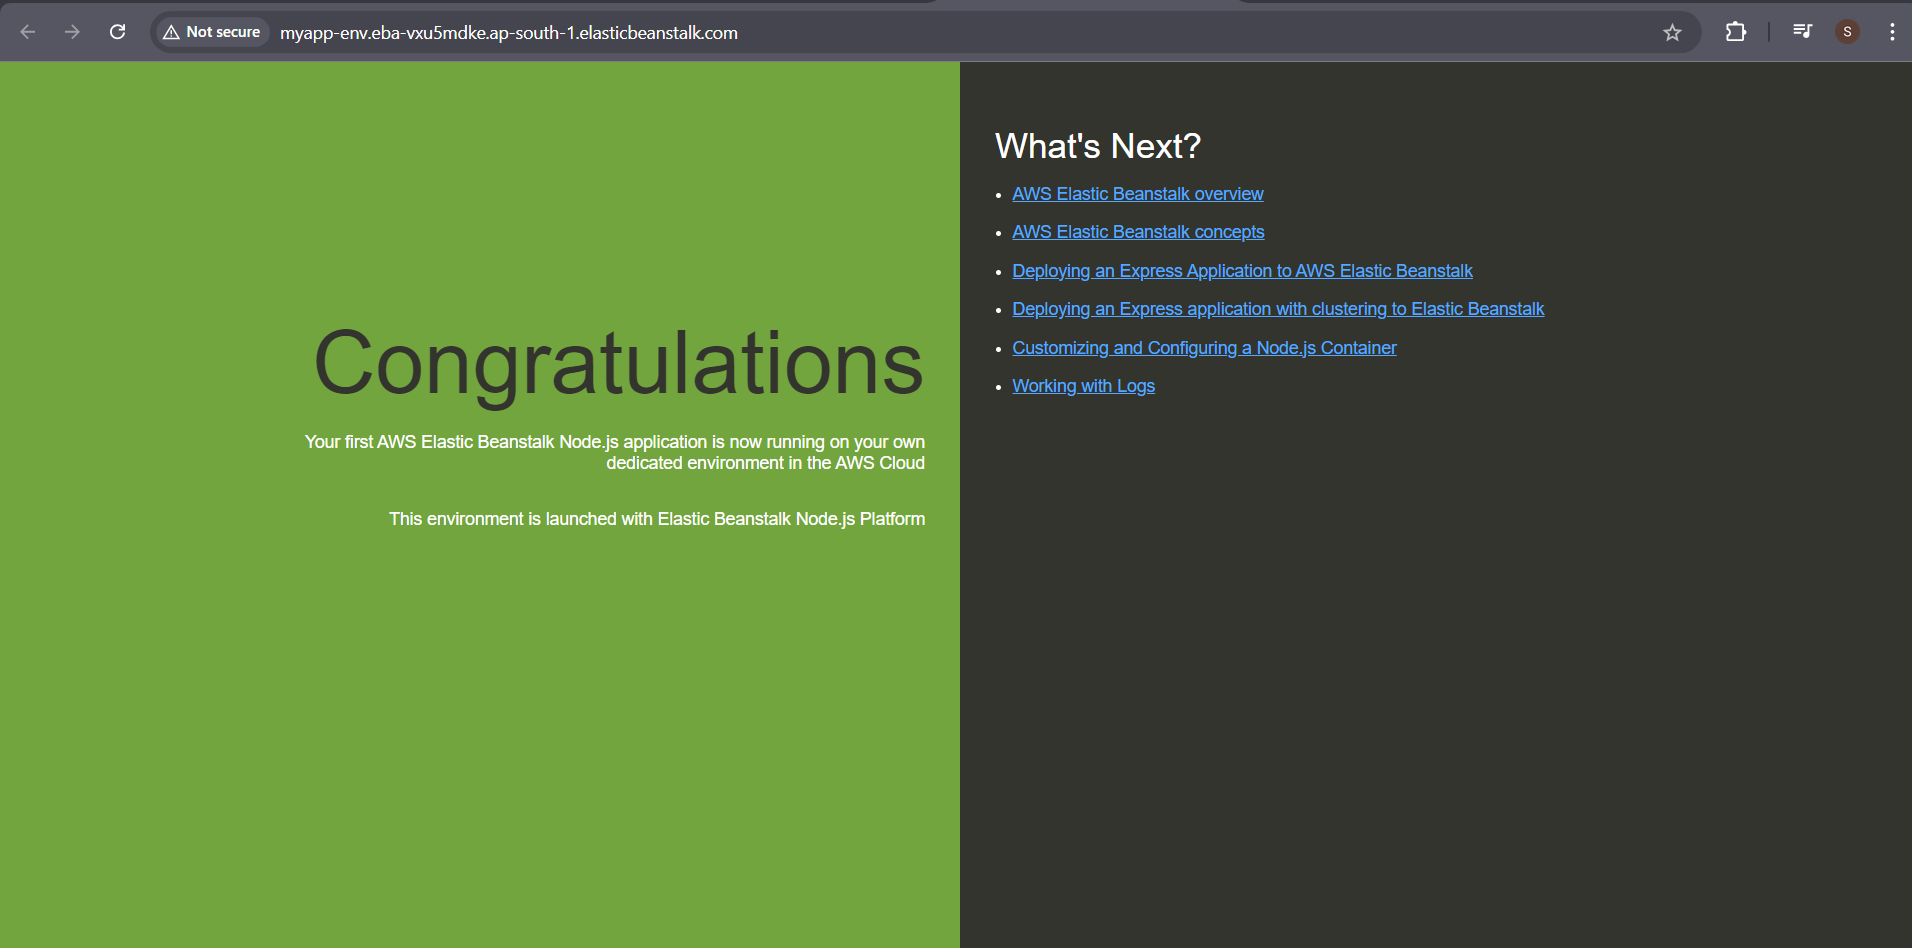 Not secure
myapp-env.eba-vxu5mdke.ap-south-1.elasticbeanstalk.com
S
Congratulations
Your first AWS Elastic Beanstalk Node.js application is now running on your own
dedicated environment in the AWS Cloud
This environment is launched with Elastic Beanstalk Node.js Platform
What's Next?
AWS Elastic Beanstalk overview
AWS Elastic Beanstalk concepts
Deploying an Express Application to AWS Elastic Beanstalk
Deploying an Express application with clustering to Elastic Beanstalk
Customizing and Configuring a Node.js Container
Working with Logs